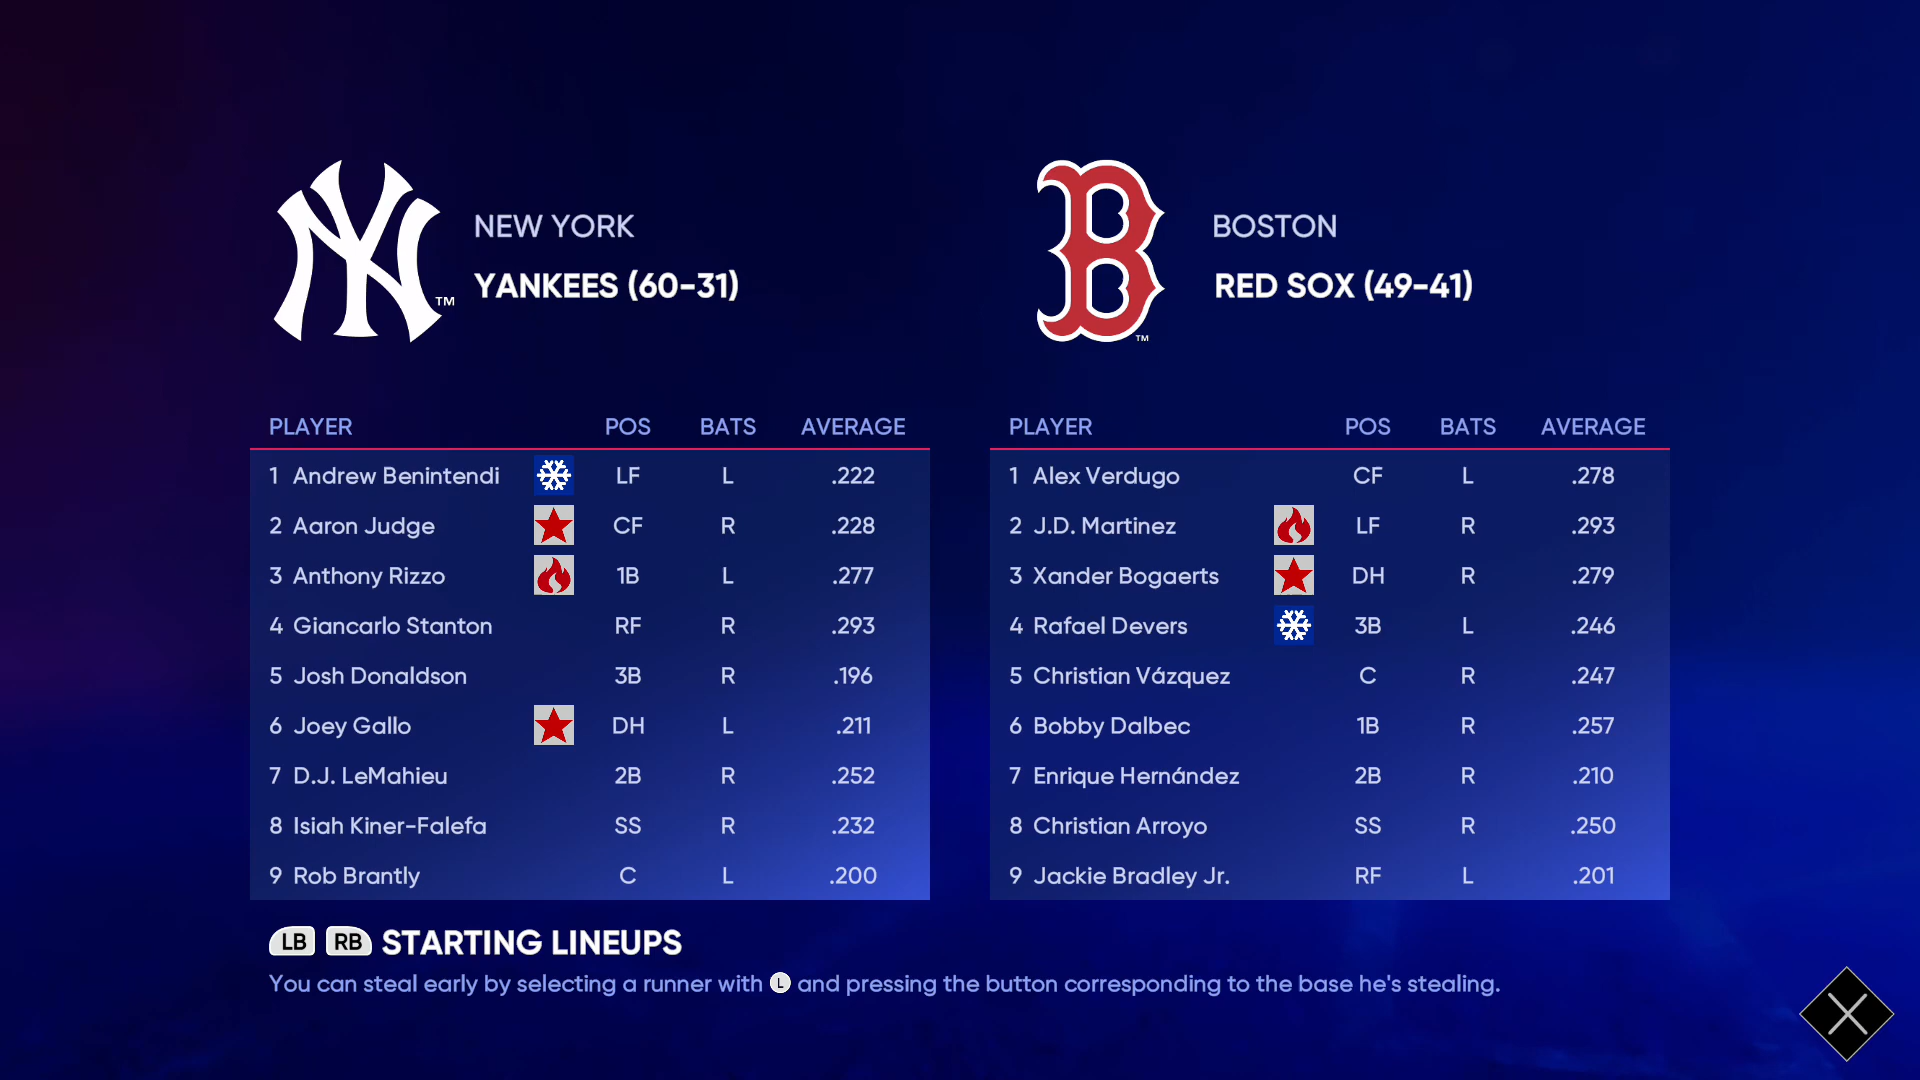 NEW YORK
YANKEES (60-31)
BOSTON
RED SOX (49-41)
PLAYER POS BATS AVERAGE
1 Andrew Benintendi LF L .222
2 Aaron Judge CF R .228
3 Anthony Rizzo 1B L .277
4 Giancarlo Stanton RF R .293
5 Josh Donaldson 3B R .196
6 Joey Gallo DH L .211
7 D.J. LeMahieu 2B R .252
8 Isiah Kiner-Falefa SS R .232
9 Rob Brantly C L .200
PLAYER POS BATS AVERAGE
1 Alex Verdugo CF L .278
2 J.D. Martinez LF R .293
3 Xander Bogaerts DH R .279
4 Rafael Devers 3B L .246
5 Christian Vázquez C R .247
6 Bobby Dalbec 1B R .257
7 Enrique Hernández 2B R .210
8 Christian Arroyo SS R .250
9 Jackie Bradley Jr. RF L .201
LB RB STARTING LINEUPS
You can steal early by selecting a runner with L and pressing the button corresponding to the base he's stealing.
NY TM
B TM